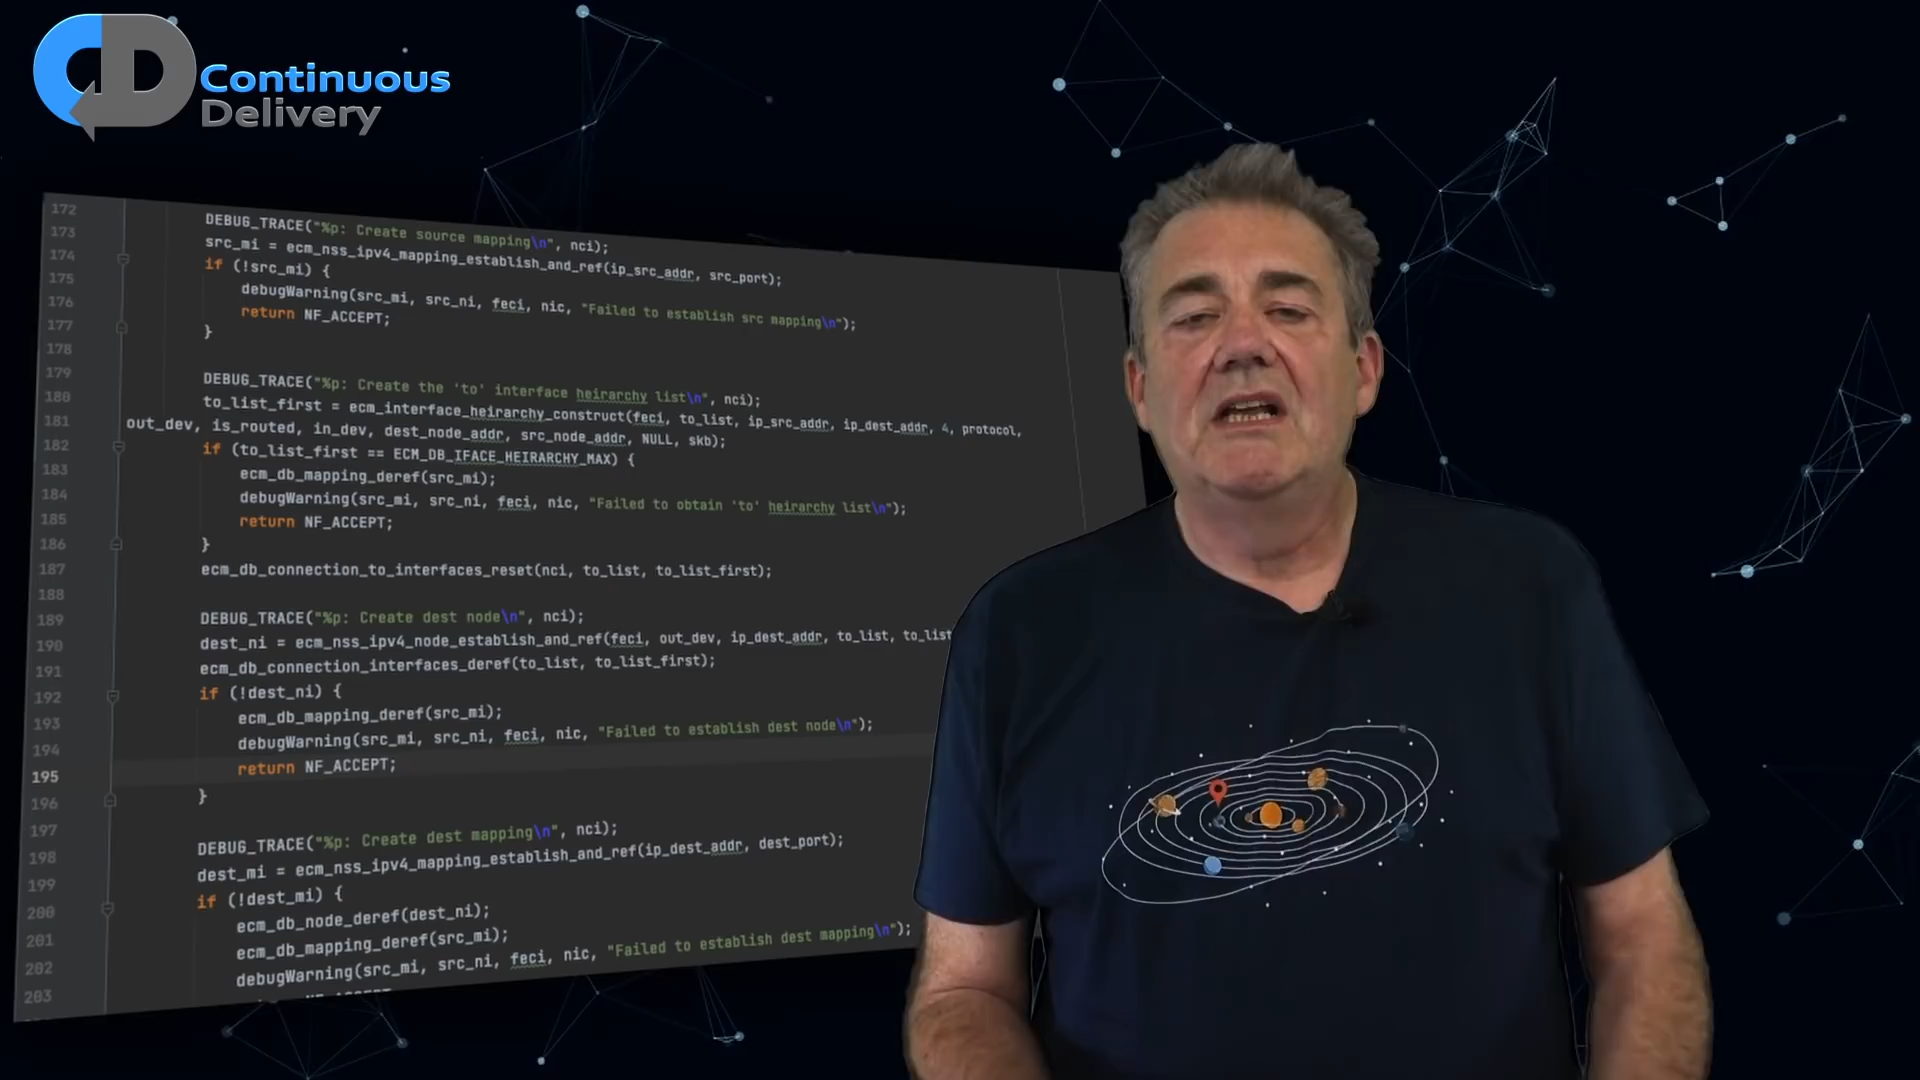 Continuous
Delivery
172
173 DEBUG_TRACE("%p: Create source mapping\n", nci);
174 src_mi = ecm_nss_ipv4_mapping_establish_and_ref(ip_src_addr, src_port);
175 if (!src_mi) {
176 debugWarning(src_mi, src_ni, feci, nic, "Failed to establish src mapping\n");
177 return NF_ACCEPT;
178 }
179
180 DEBUG_TRACE("%p: Create the 'to' interface heirarchy list\n", nci);
181 to_list_first = ecm_interface_heirarchy_construct(feci, to_list, ip_src_addr, ip_dest_addr, 4, protocol,
out_dev, is_routed, in_dev, dest_node_addr, src_node_addr, NULL, skb);
182 if (to_list_first == ECM_DB_IFACE_HEIRARCHY_MAX) {
183 ecm_db_mapping_deref(src_mi);
184 debugWarning(src_mi, src_ni, feci, nic, "Failed to obtain 'to' heirarchy list\n");
185 return NF_ACCEPT;
186 }
187 ecm_db_connection_to_interfaces_reset(nci, to_list, to_list_first);
188
189 DEBUG_TRACE("%p: Create dest node\n", nci);
190 dest_ni = ecm_nss_ipv4_node_establish_and_ref(feci, out_dev, ip_dest_addr, to_list, to_list
191 ecm_db_connection_interfaces_deref(to_list, to_list_first);
192 if (!dest_ni) {
193 ecm_db_mapping_deref(src_mi);
194 debugWarning(src_mi, src_ni, feci, nic, "Failed to establish dest node\n");
195 return NF_ACCEPT;
196 }
197
198 DEBUG_TRACE("%p: Create dest mapping\n", nci);
199 dest_mi = ecm_nss_ipv4_mapping_establish_and_ref(ip_dest_addr, dest_port);
200 if (!dest_mi) {
201 ecm_db_node_deref(dest_ni);
202 ecm_db_mapping_deref(src_mi);
203 debugWarning(src_mi, src_ni, feci, nic, "Failed to establish dest mapping\n");